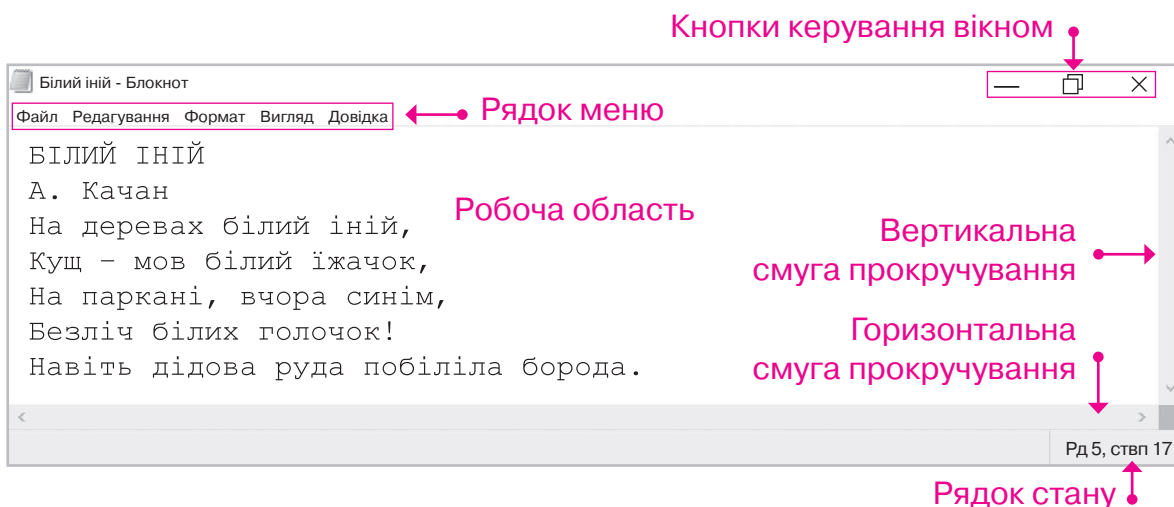 Кнопки керування вікном
Білий іній - Блокнот
Файл Редагування Формат Вигляд Довідка
Рядок меню
БІЛИЙ ІНІЙ
А. Качан
На деревах білий іній,
Кущ – мов білий їжачок,
На паркані, вчора синім,
Безліч білих голочок!
Навіть дідова руда побіліла борода.
Робоча область
Вертикальна
смуга прокручування
Горизонтальна
смуга прокручування
Рд 5, ствп 17
Рядок стану